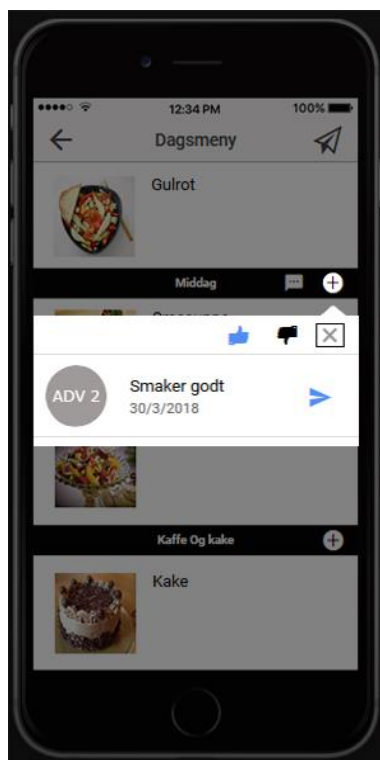 12:34 PM
100%
Dagsmeny
Gulrot
Middag
ADV 2
Smaker godt
30/3/2018
Kaffe Og kake
Kake